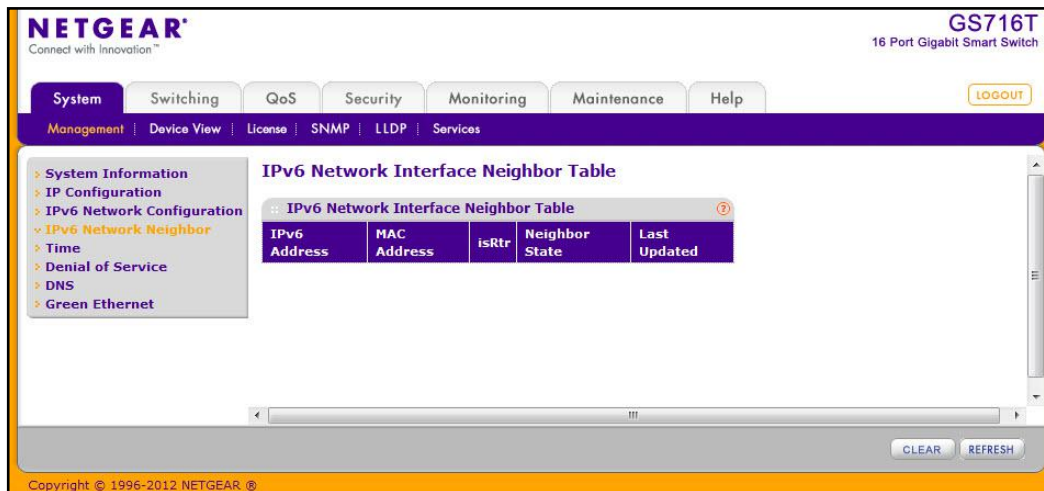 NETGEAR®
Connect with Innovation™
GS716T
16 Port Gigabit Smart Switch
System Switching QoS Security Monitoring Maintenance Help LOGOUT
Management Device View License SNMP LLDP Services
System Information
IP Configuration
IPv6 Network Configuration
IPv6 Network Neighbor
Time
Denial of Service
DNS
Green Ethernet
IPv6 Network Interface Neighbor Table
IPv6 Network Interface Neighbor Table ?
IPv6 Address MAC Address isRtr Neighbor State Last Updated
CLEAR REFRESH
Copyright © 1996-2012 NETGEAR ®